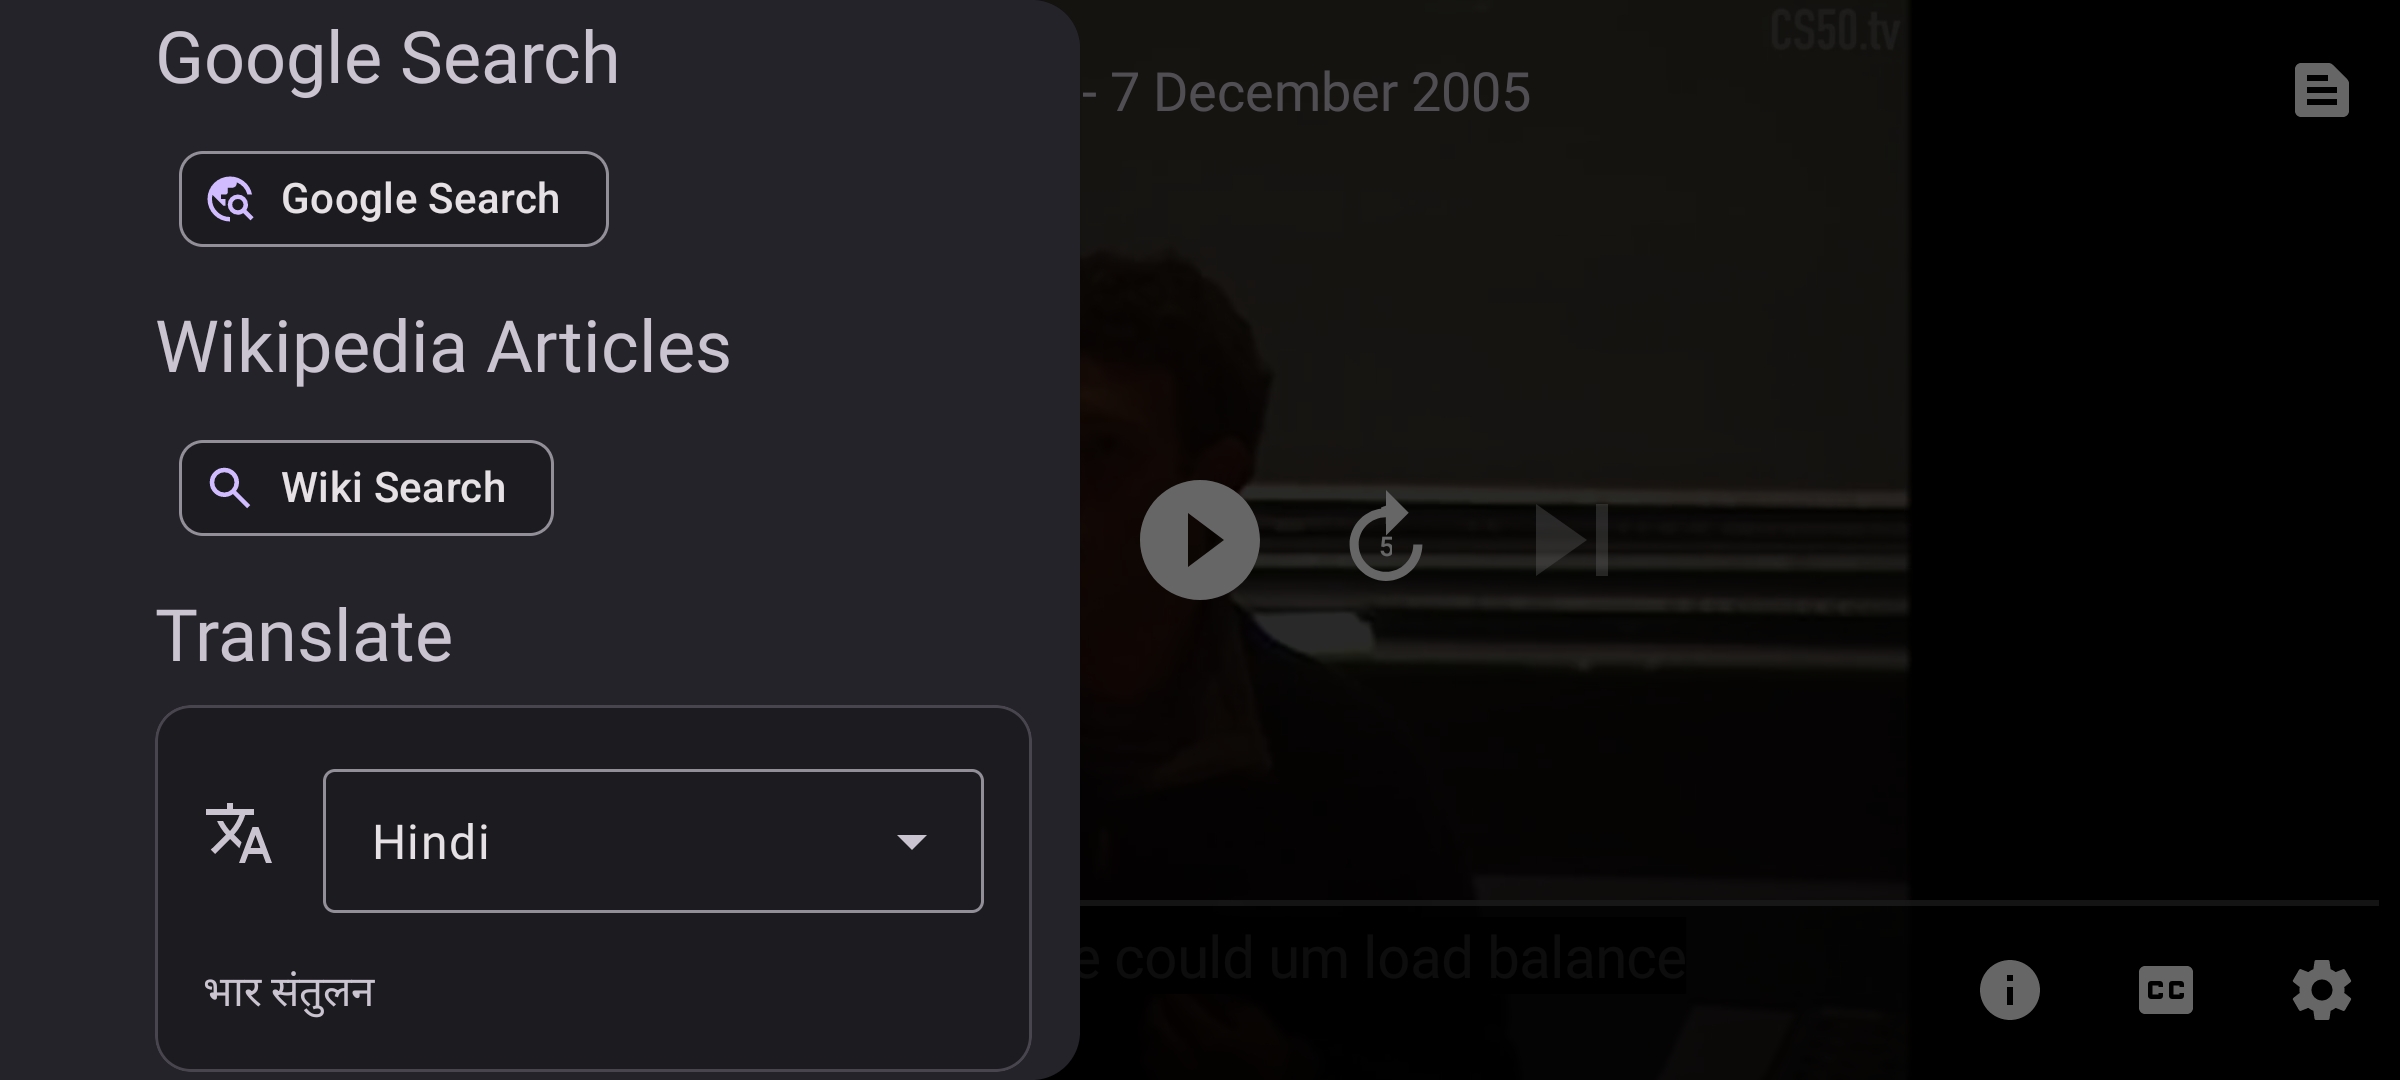 Google Search
Google Search
Wikipedia Articles
Wiki Search
Translate
Hindi
भार संतुलन
CS50.tv
- 7 December 2005
5
e could um load balance
CC